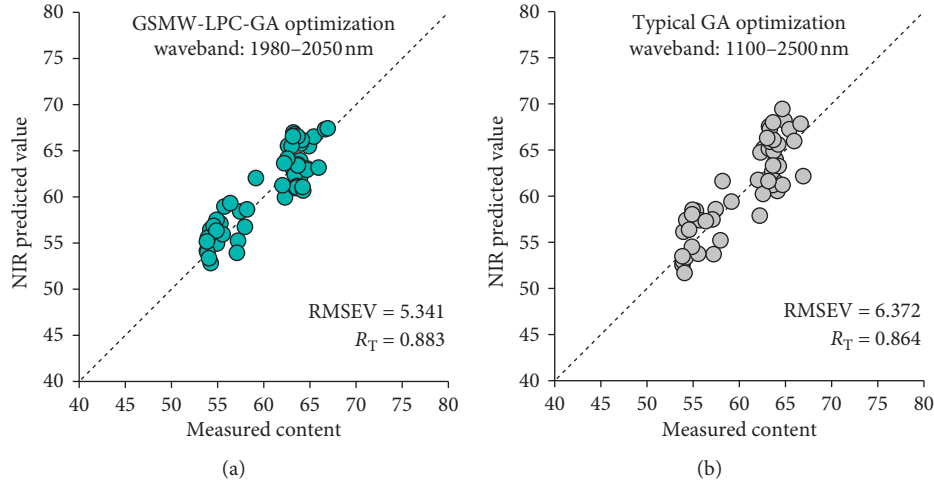 GSMW-LPC-GA optimization
waveband: 1980–2050 nm
80
75
70
65
60
55
50
45
40
NIR predicted value
RMSEV = 5.341
R_T = 0.883
40 45 50 55 60 65 70 75 80
Measured content
(a)
Typical GA optimization
waveband: 1100–2500 nm
80
75
70
65
60
55
50
45
40
NIR predicted value
RMSEV = 6.372
R_T = 0.864
40 45 50 55 60 65 70 75 80
Measured content
(b)